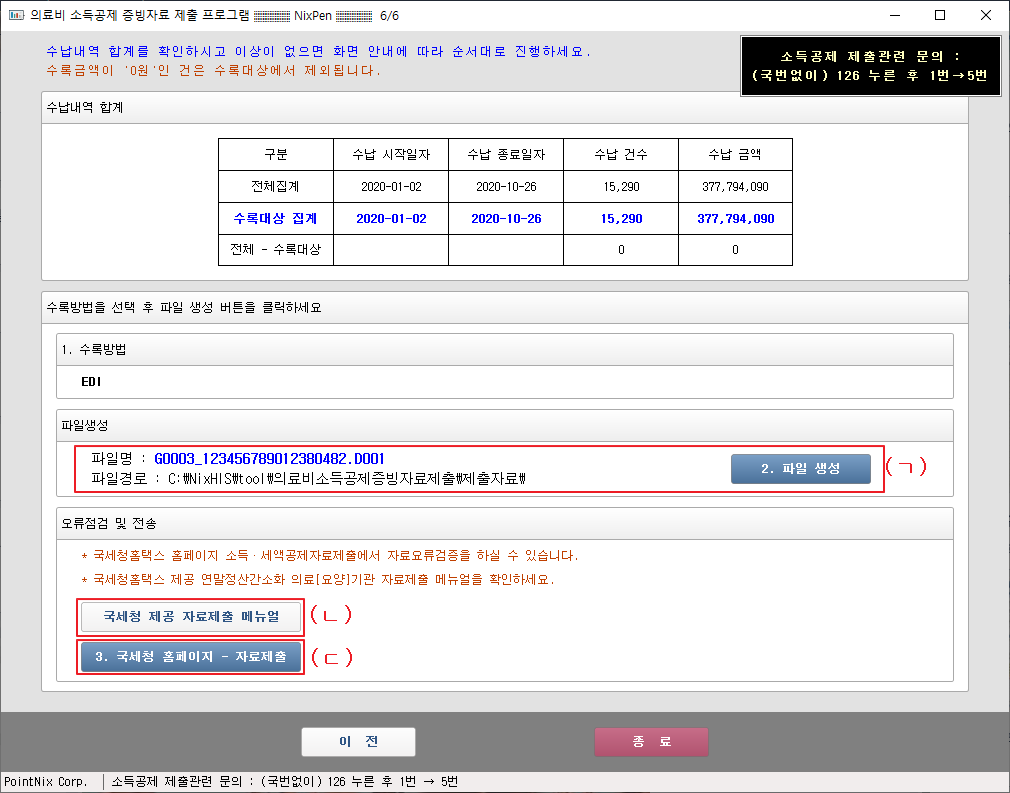 의료비 소득공제 증빙자료 제출 프로그램 NixPen 6/6
수납내역 합계를 확인하시고 이상이 없으면 화면 안내에 따라 순서대로 진행하세요.
수록금액이 '0원'인 건은 수록대상에서 제외됩니다.
소득공제 제출관련 문의 :
(국번없이) 126 누른 후 1번→5번
수납내역 합계
구분 수납 시작일자 수납 종료일자 수납 건수 수납 금액
전체집계 2020-01-02 2020-10-26 15,290 377,794,090
수록대상 집계 2020-01-02 2020-10-26 15,290 377,794,090
전체 - 수록대상 0 0
수록방법을 선택 후 파일 생성 버튼을 클릭하세요
1. 수록방법
EDI
파일생성
파일명 : G0003_123456789012380482.D001
파일경로 : C:\NixHIS\tool\의료비소득공제증빙자료제출\제출자료\
2. 파일 생성
(ㄱ)
오류점검 및 전송
* 국세청홈택스 홈페이지 소득·세액공제자료제출에서 자료요류검증을 하실 수 있습니다.
* 국세청홈택스 제공 연말정산간소화 의료[요양]기관 자료제출 메뉴얼을 확인하세요.
국세청 제공 자료제출 메뉴얼
(ㄴ)
3. 국세청 홈페이지 - 자료제출
(ㄷ)
이 전
종 료
PointNix Corp. 소득공제 제출관련 문의 : (국번없이) 126 누른 후 1번 → 5번